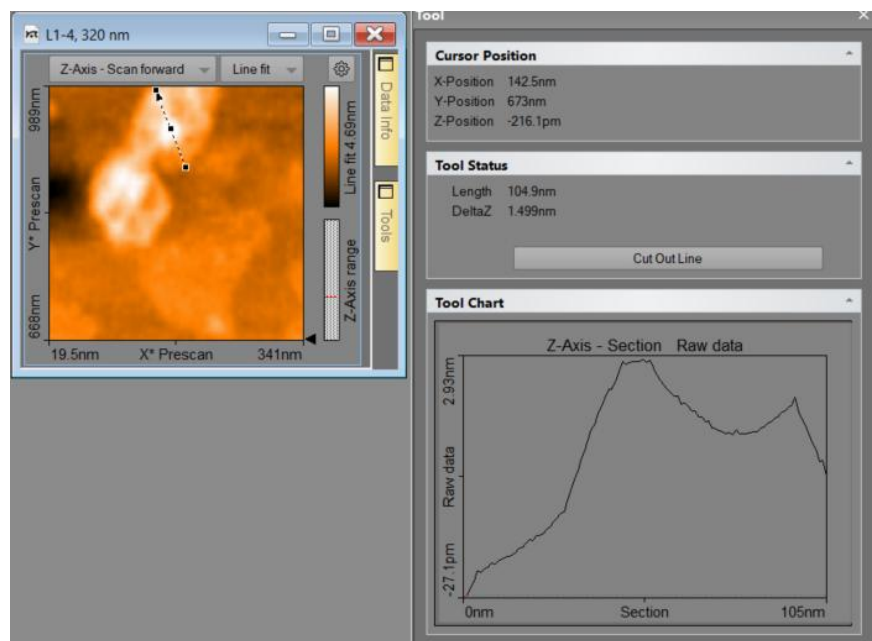 L1-4, 320 nm
Z-Axis - Scan forward
Line fit
989nm
Y* Prescan
668nm
19.5nm
X* Prescan
341nm
Line fit 4.69nm
Z-Axis range
Data Info
Tools
Tool
Cursor Position
X-Position 142.5nm
Y-Position 673nm
Z-Position -216.1pm
Tool Status
Length 104.9nm
DeltaZ 1.499nm
Cut Out Line
Tool Chart
Z-Axis - Section Raw data
2.93nm
Raw data
-27.1pm
0nm
Section
105nm